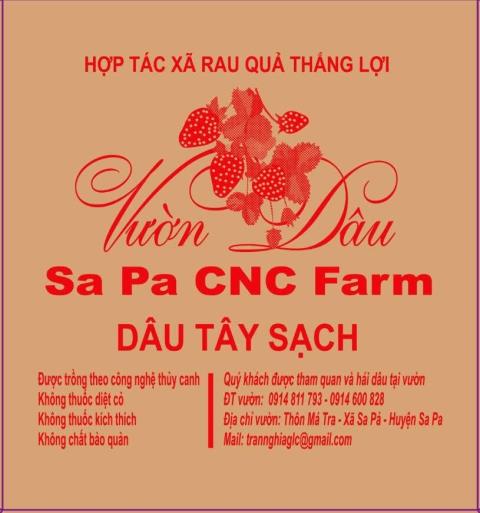 HỢP TÁC XÃ RAU QUẢ THẮNG LỢI
Vườn Dâu
Sa Pa CNC Farm
DÂU TÂY SẠCH
Được trồng theo công nghệ thủy canh
Không thuốc diệt cỏ
Không thuốc kích thích
Không chất bảo quản
Quý khách được tham quan và hái dâu tại vườn
ĐT vườn: 0914 811 793 - 0914 600 828
Địa chỉ vườn: Thôn Má Tra - Xã Sa Pả - Huyện Sa Pa
Mail: trannghiaglc@gmail.com